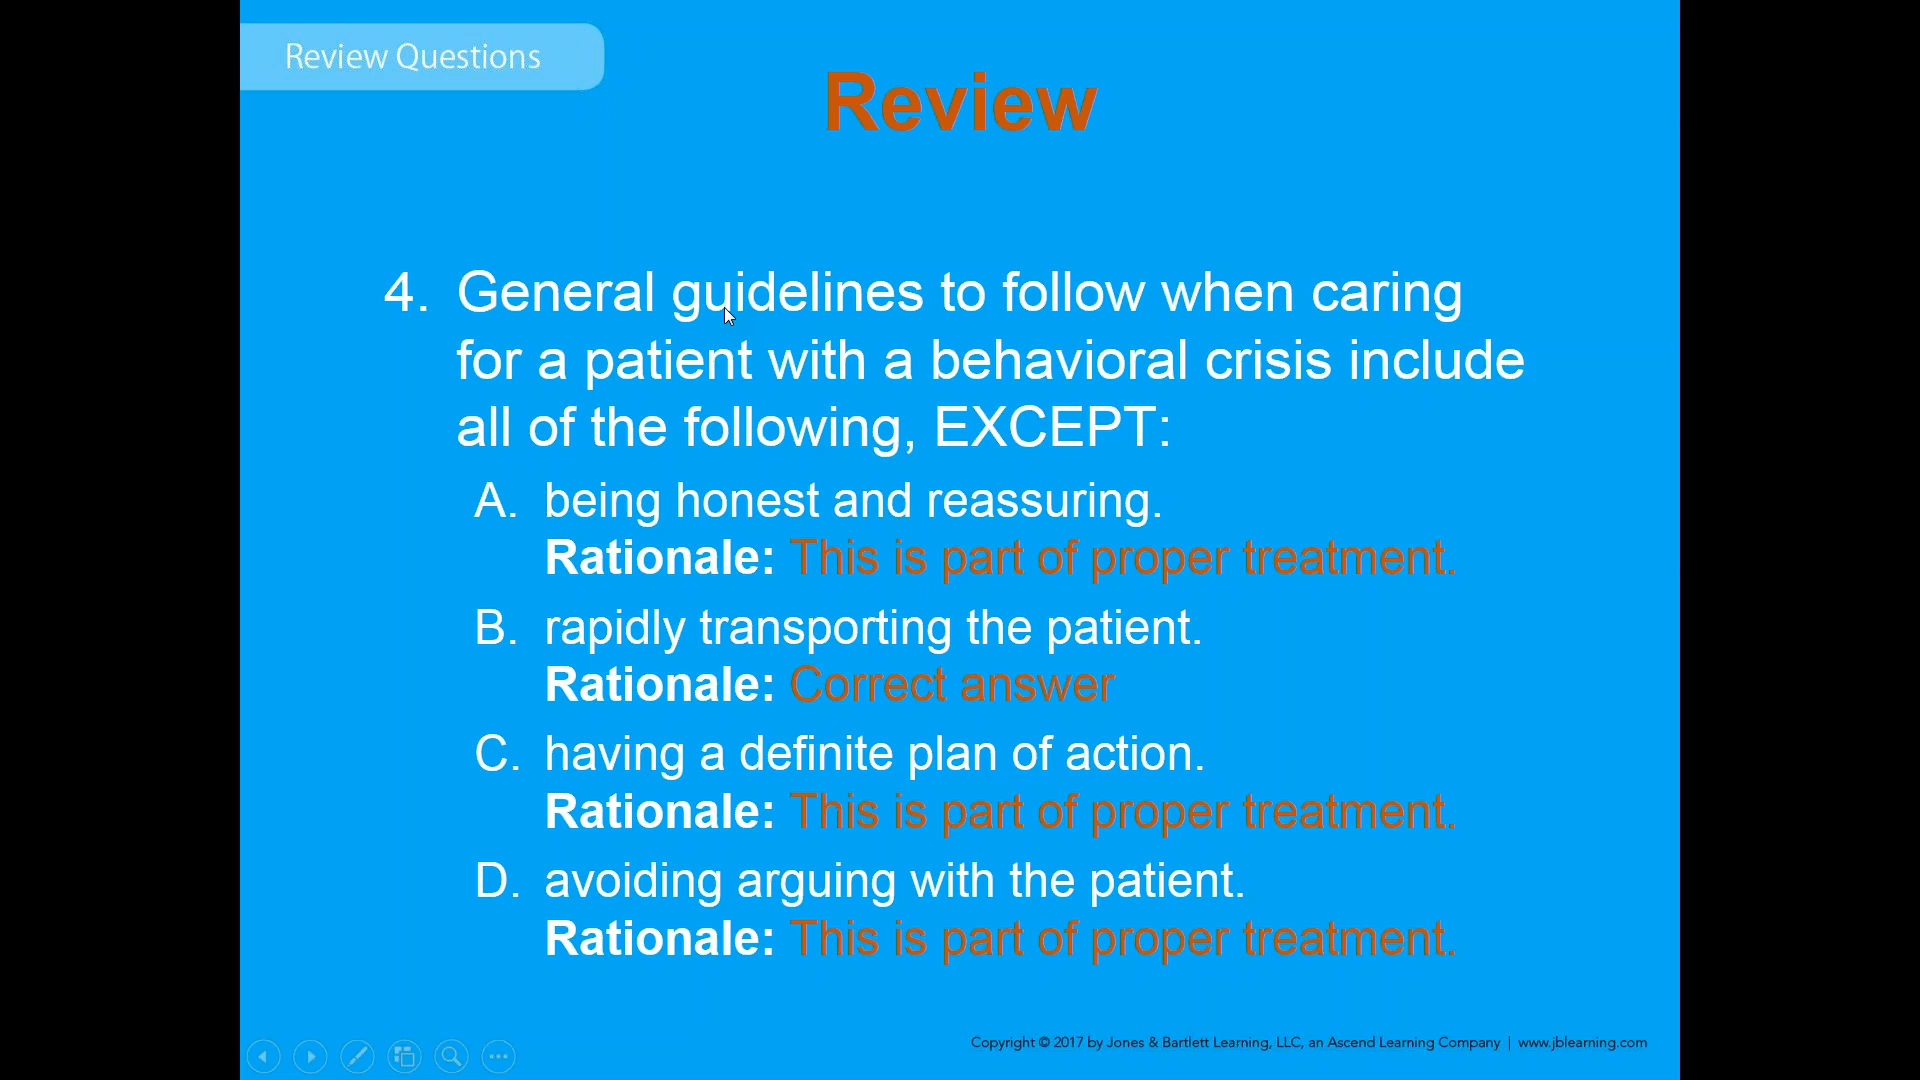 Review Questions
Review
4. General guidelines to follow when caring
for a patient with a behavioral crisis include
all of the following, EXCEPT:
A. being honest and reassuring.
Rationale: This is part of proper treatment.
B. rapidly transporting the patient.
Rationale: Correct answer
C. having a definite plan of action.
Rationale: This is part of proper treatment.
D. avoiding arguing with the patient.
Rationale: This is part of proper treatment.
Copyright © 2017 by Jones & Bartlett Learning, LLC, an Ascend Learning Company | www.jblearning.com